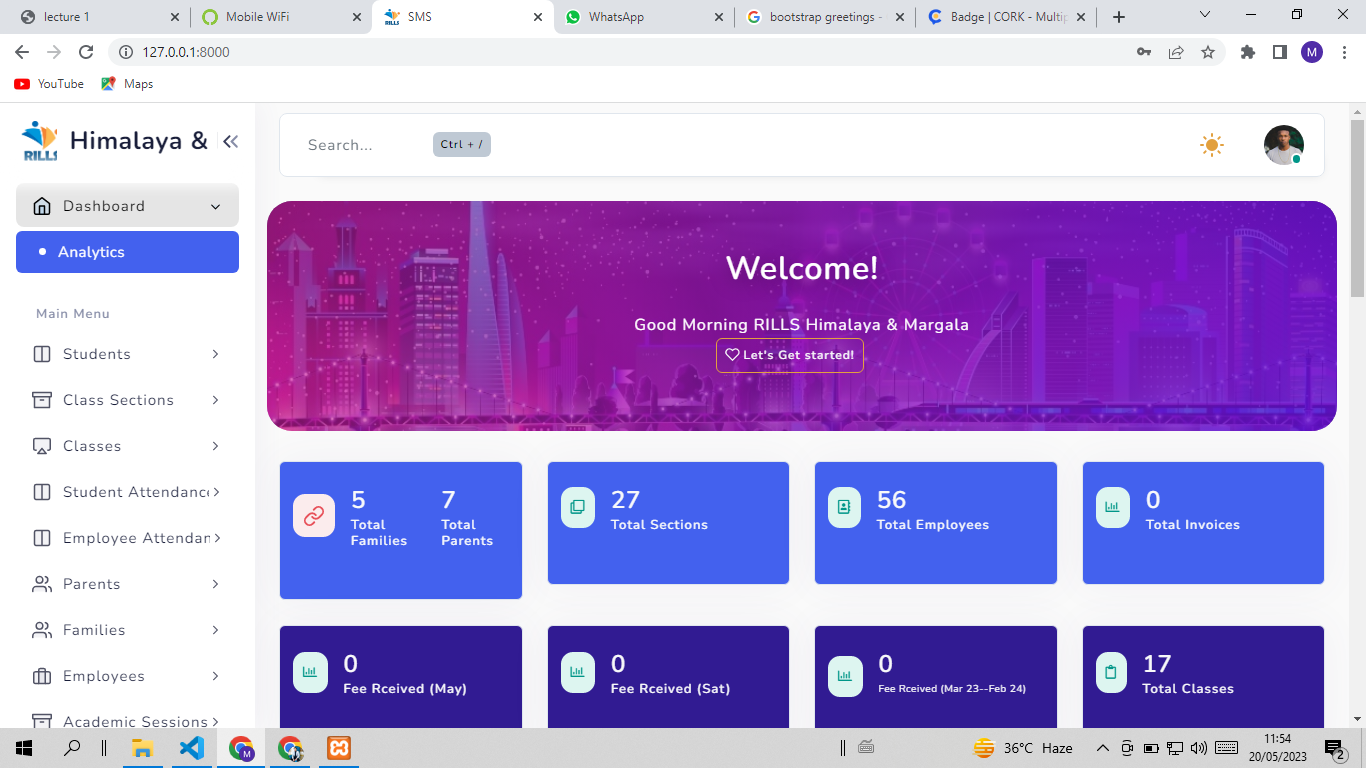 lecture 1
Mobile WiFi
SMS
WhatsApp
bootstrap greetings -
Badge | CORK - Multip
127.0.0.1:8000
M
YouTube
Maps
RILLS
Himalaya &
Search...
Ctrl + /
Dashboard
Analytics
Main Menu
Students
Class Sections
Classes
Student Attendance
Employee Attendan
Parents
Families
Employees
Academic Sessions
Welcome!
Good Morning RILLS Himalaya & Margala
Let's Get started!
5
Total
Families
7
Total
Parents
27
Total Sections
56
Total Employees
0
Total Invoices
0
Fee Rceived (May)
0
Fee Rceived (Sat)
0
Fee Rceived (Mar 23--Feb 24)
17
Total Classes
36°C Haze
11:54
20/05/2023
2